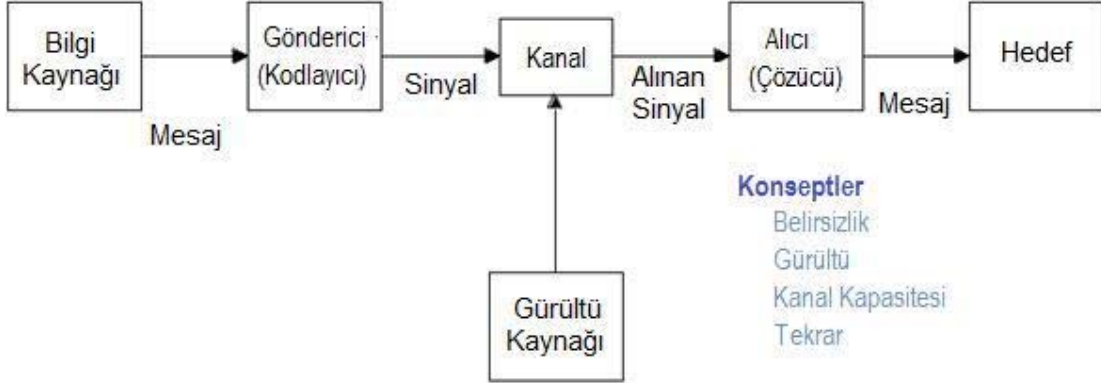 Bilgi
Kaynağı
Mesaj
Gönderici
(Kodlayıcı)
Sinyal
Kanal
Alınan
Sinyal
Alıcı
(Çözücü)
Mesaj
Hedef
Gürültü
Kaynağı
Konseptler
Belirsizlik
Gürültü
Kanal Kapasitesi
Tekrar